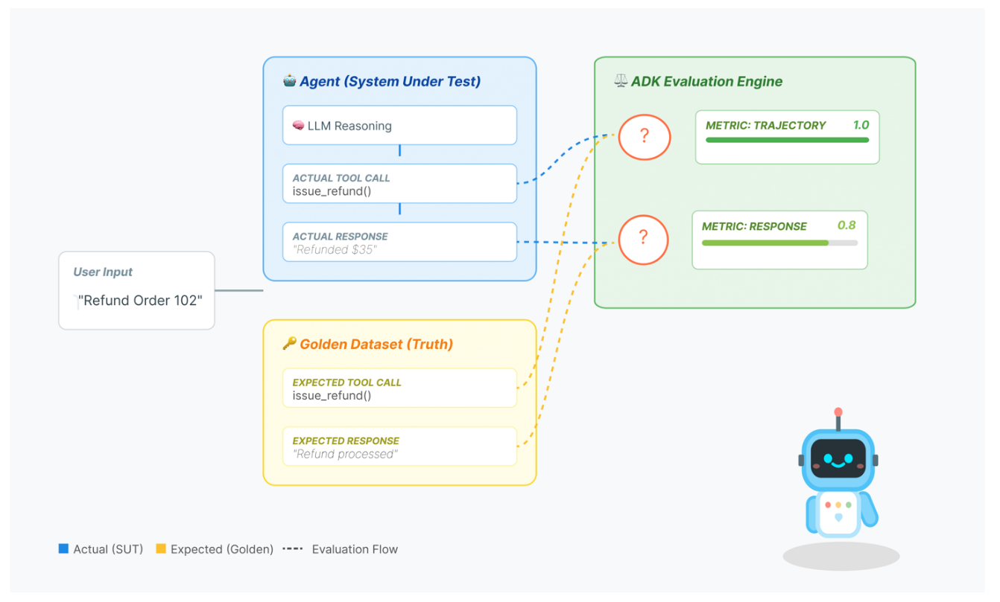 Agent (System Under Test)
LLM Reasoning
ACTUAL TOOL CALL
issue_refund()
ACTUAL RESPONSE
"Refunded $35"
User Input
"Refund Order 102"
Golden Dataset (Truth)
EXPECTED TOOL CALL
issue_refund()
EXPECTED RESPONSE
"Refund processed"
ADK Evaluation Engine
?
METRIC: TRAJECTORY 1.0
?
METRIC: RESPONSE 0.8
Actual (SUT) Expected (Golden) Evaluation Flow